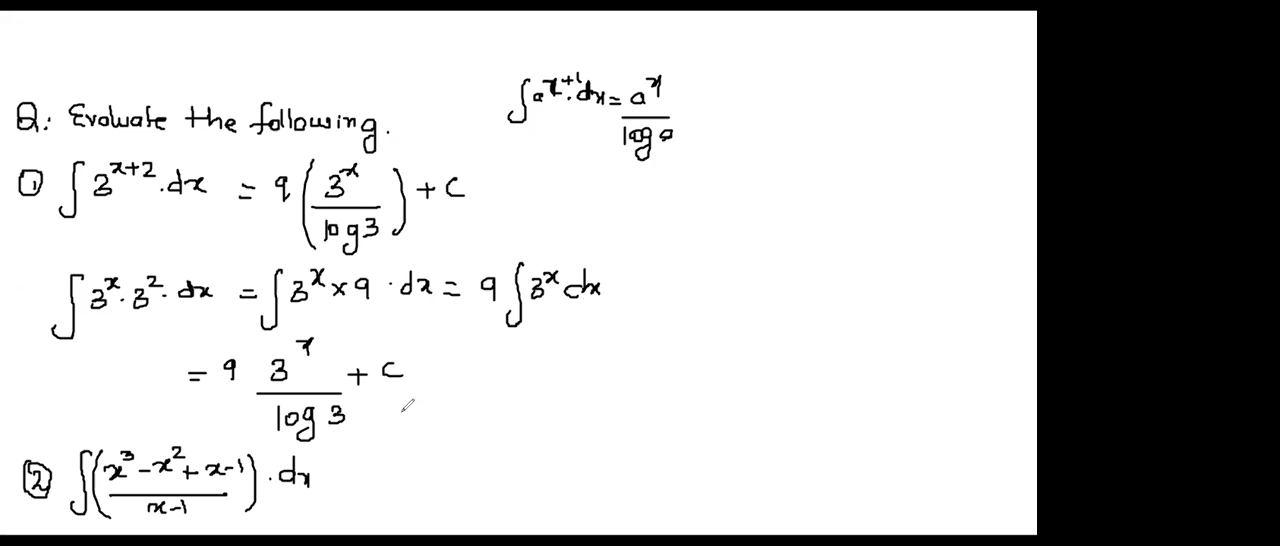 ∫a^{x+1}.dx = a^x / log a
Q. Evaluate the following.
① ∫ 3^{x+2}.dx = 9 ( 3^x / log 3 ) + c
∫ 3^x. 3^2. dx = ∫ 3^x × 9 . dx = 9 ∫ 3^x dx
= 9 3^x / log 3 + c
② ∫ ( x^3 - x^2 + x-1 / x-1 ) . dx